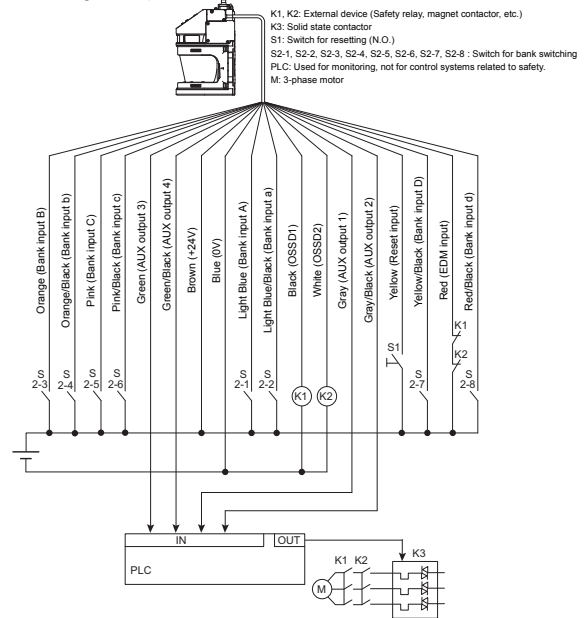 K1, K2: External device (Safety relay, magnet contactor, etc.)
K3: Solid state contactor
S1: Switch for resetting (N.O.)
S2-1, S2-2, S2-3, S2-4, S2-5, S2-6, S2-7, S2-8 : Switch for bank switching
PLC: Used for monitoring, not for control systems related to safety.
M: 3-phase motor
Orange (Bank input B)
Orange/Black (Bank input b)
Pink (Bank input C)
Pink/Black (Bank input c)
Green (AUX output 3)
Green/Black (AUX output 4)
Brown (+24V)
Blue (0V)
Light Blue (Bank input A)
Light Blue/Black (Bank input a)
Black (OSSD1)
White (OSSD2)
Gray (AUX output 1)
Gray/Black (AUX output 2)
Yellow (Reset input)
Yellow/Black (Bank input D)
Red (EDM input)
Red/Black (Bank input d)
K1
S1
K2
S
2-3
S
2-4
S
2-5
S
2-6
S
2-1
S
2-2
K1
K2
S
2-7
S
2-8
IN
OUT
PLC
K1
K2
K3
M